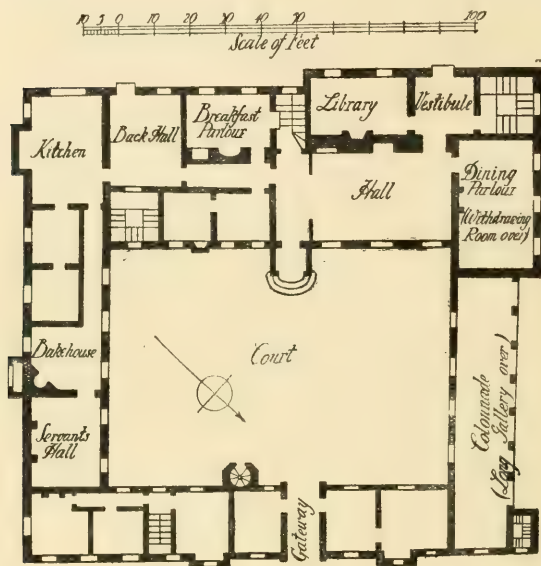 10 5 0 10 20 30 40 50 100
Scale of Feet
Kitchen
Back Hall
Breakfast
Parlour
Library
Vestibule
Hall
Dining
Parlour
(Withdrawing
Room over)
Court
Bakehouse
Servants
Hall
Colonnade
(Long Gallery over)
Gateway